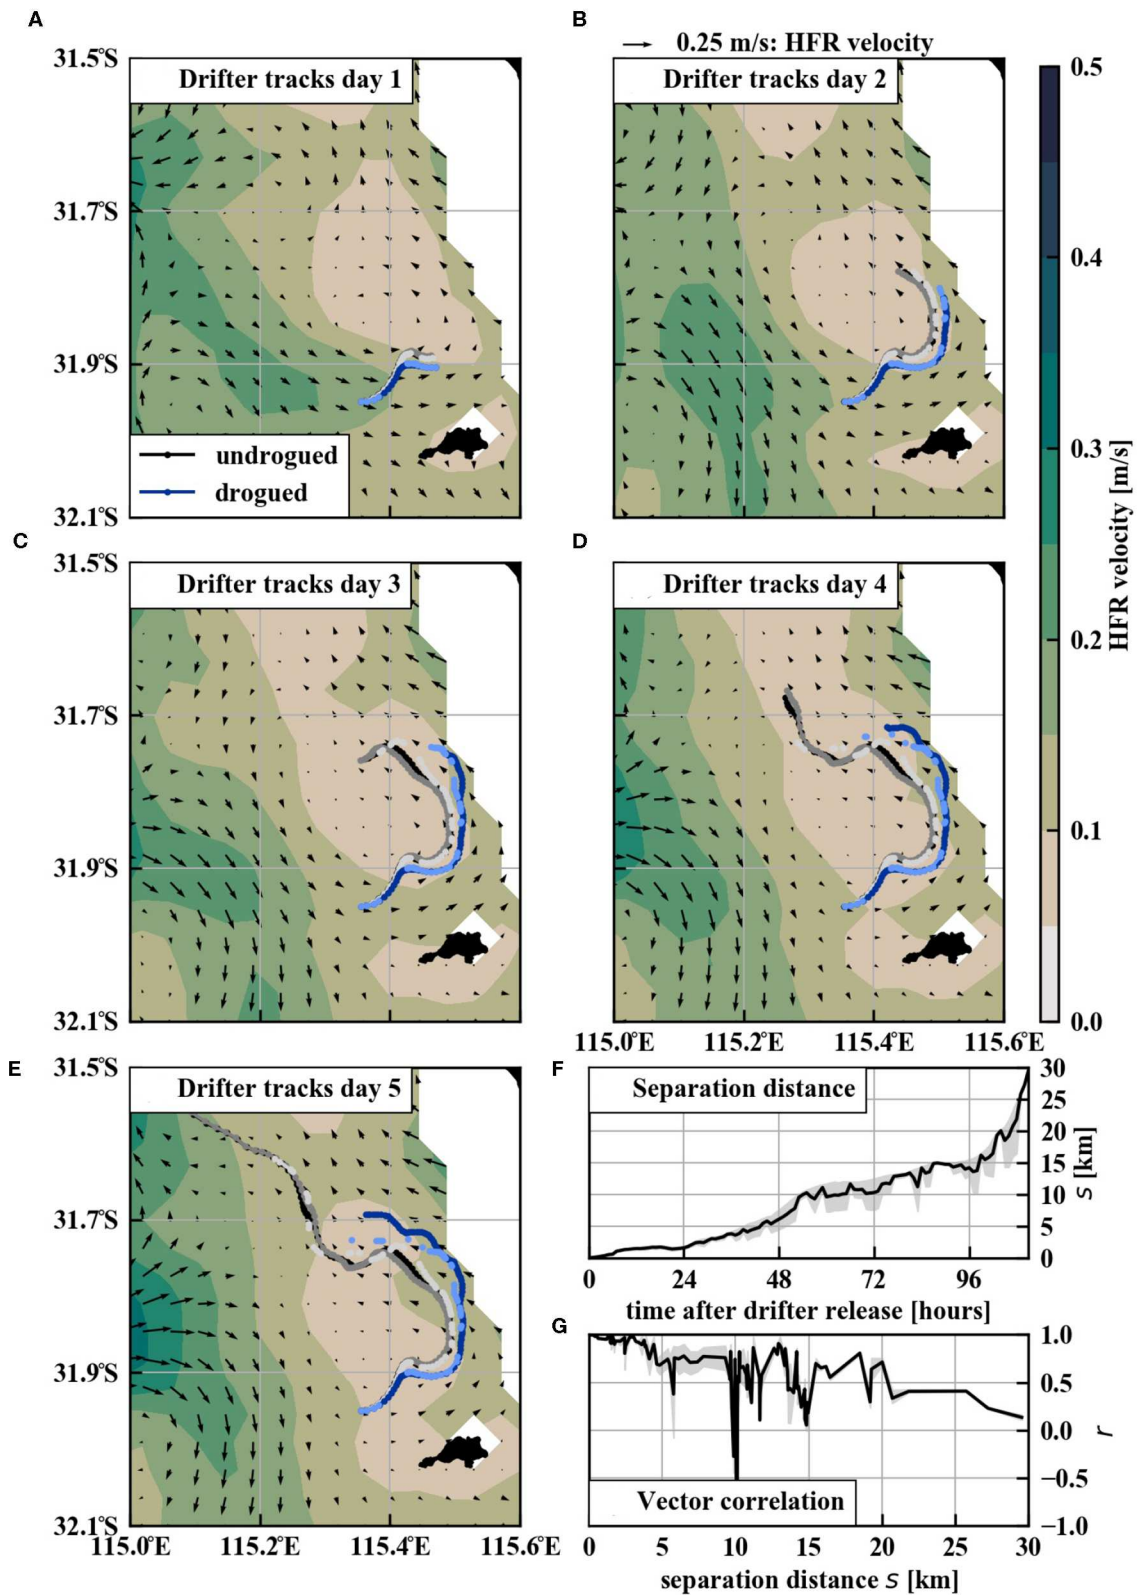 A
B
0.25 m/s: HFR velocity
Drifter tracks day 1
Drifter tracks day 2
31.5°S
31.7°S
31.9°S
32.1°S
undrogued
drogued
0.5
0.4
0.3
0.2
0.1
0.0
HFR velocity [m/s]
C
D
Drifter tracks day 3
Drifter tracks day 4
31.5°S
31.7°S
31.9°S
32.1°S
115.0°E 115.2°E 115.4°E 115.6°E
E
Drifter tracks day 5
31.5°S
31.7°S
31.9°S
32.1°S
115.0°E 115.2°E 115.4°E 115.6°E
F
Separation distance
30
25
20
15
10
5
0
s [km]
0 24 48 72 96
time after drifter release [hours]
G
1.0
0.5
0.0
−0.5
−1.0
r
Vector correlation
0 5 10 15 20 25 30
separation distance s [km]